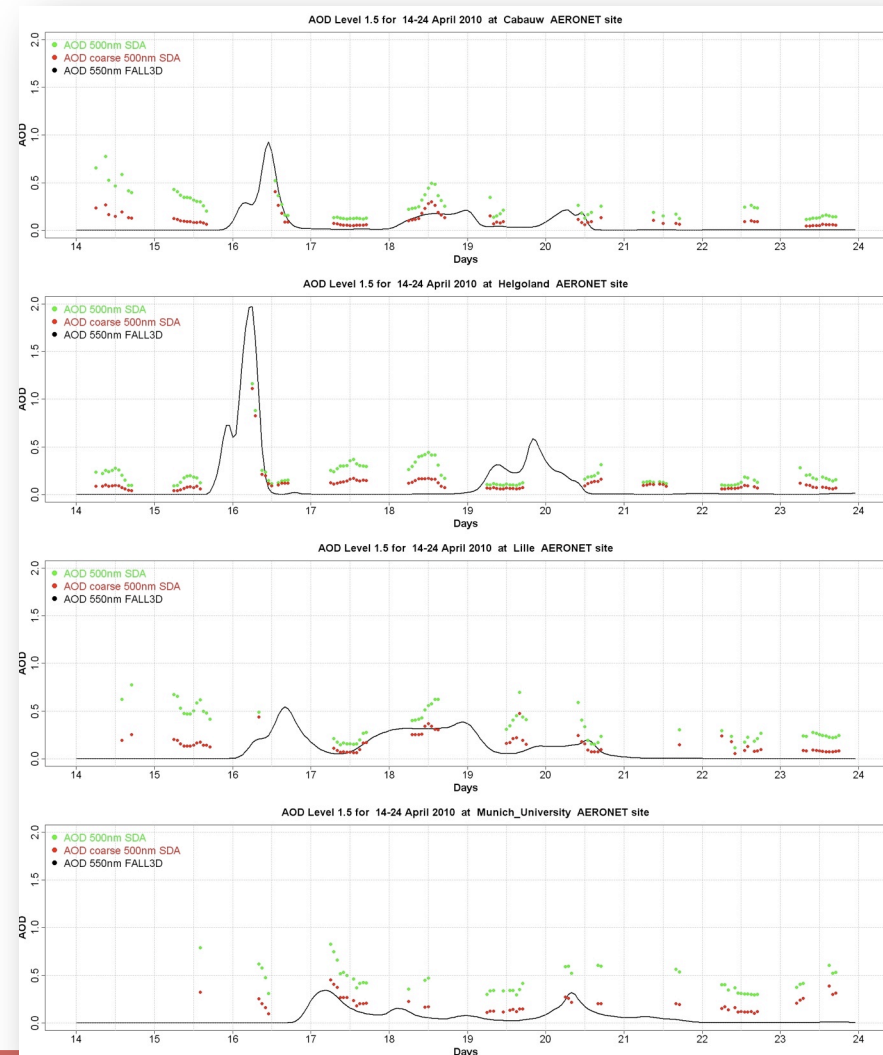 AOD Level 1.5 for 14-24 April 2010 at Cabauw AERONET site
AOD 500nm SDA
AOD coarse 500nm SDA
AOD 550nm FALL3D
AOD
2.0
1.5
1.0
0.5
0.0
14 15 16 17 18 19 20 21 22 23 24
Days
AOD Level 1.5 for 14-24 April 2010 at Helgoland AERONET site
AOD 500nm SDA
AOD coarse 500nm SDA
AOD 550nm FALL3D
AOD
2.0
1.5
1.0
0.5
0.0
14 15 16 17 18 19 20 21 22 23 24
Days
AOD Level 1.5 for 14-24 April 2010 at Lille AERONET site
AOD 500nm SDA
AOD coarse 500nm SDA
AOD 550nm FALL3D
AOD
2.0
1.5
1.0
0.5
0.0
14 15 16 17 18 19 20 21 22 23 24
Days
AOD Level 1.5 for 14-24 April 2010 at Munich_University AERONET site
AOD 500nm SDA
AOD coarse 500nm SDA
AOD 550nm FALL3D
AOD
2.0
1.5
1.0
0.5
0.0
14 15 16 17 18 19 20 21 22 23 24
Days